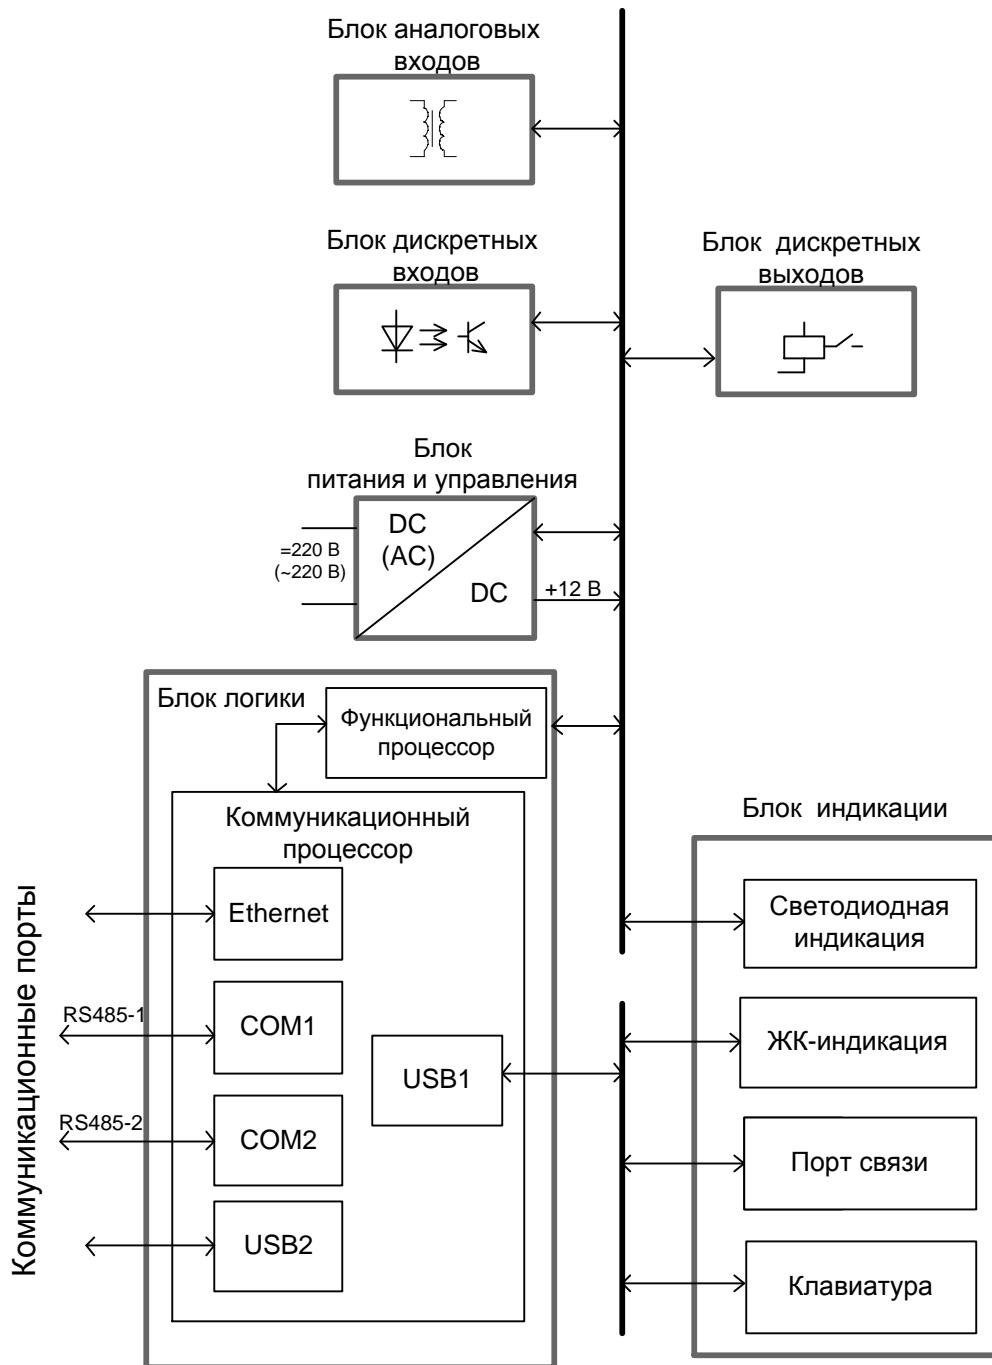 Блок аналоговых
входов
Блок дискретных
входов
Блок дискретных
выходов
Блок
питания и управления
DC
(AC)
=220 В
(~220 В)
DC
+12 В
Блок логики
Функциональный
процессор
Коммуникационный
процессор
Блок индикации
Коммуникационные порты
Ethernet
Светодиодная
индикация
RS485-1
COM1
ЖК-индикация
USB1
RS485-2
COM2
Порт связи
USB2
Клавиатура